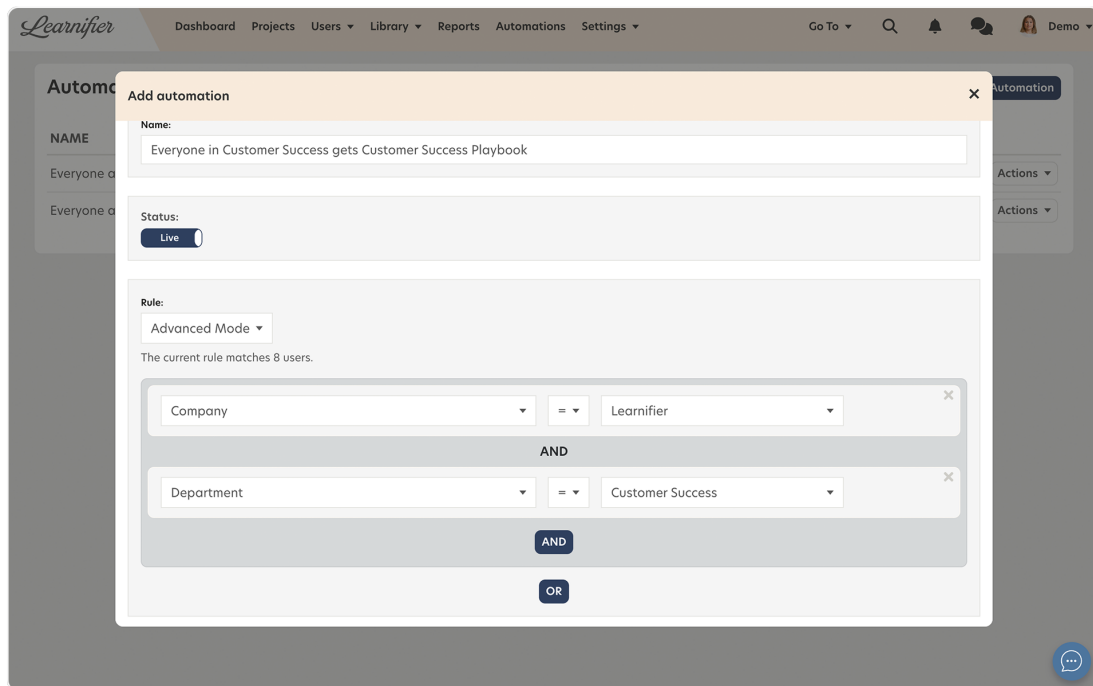 Learnifier Dashboard Projects Users Library Reports Automations Settings Go To Demo
Automo
Add automation
Automation
NAME
Name:
Everyone in Customer Success gets Customer Success Playbook
Everyone a
Actions
Everyone a
Actions
Status:
Live
Rule:
Advanced Mode
The current rule matches 8 users.
Company = Learnifier
AND
Department = Customer Success
AND
OR